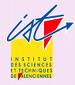 ist
INSTITUT
DES SCIENCES
ET TECHNIQUES
DE VALENCIENNES